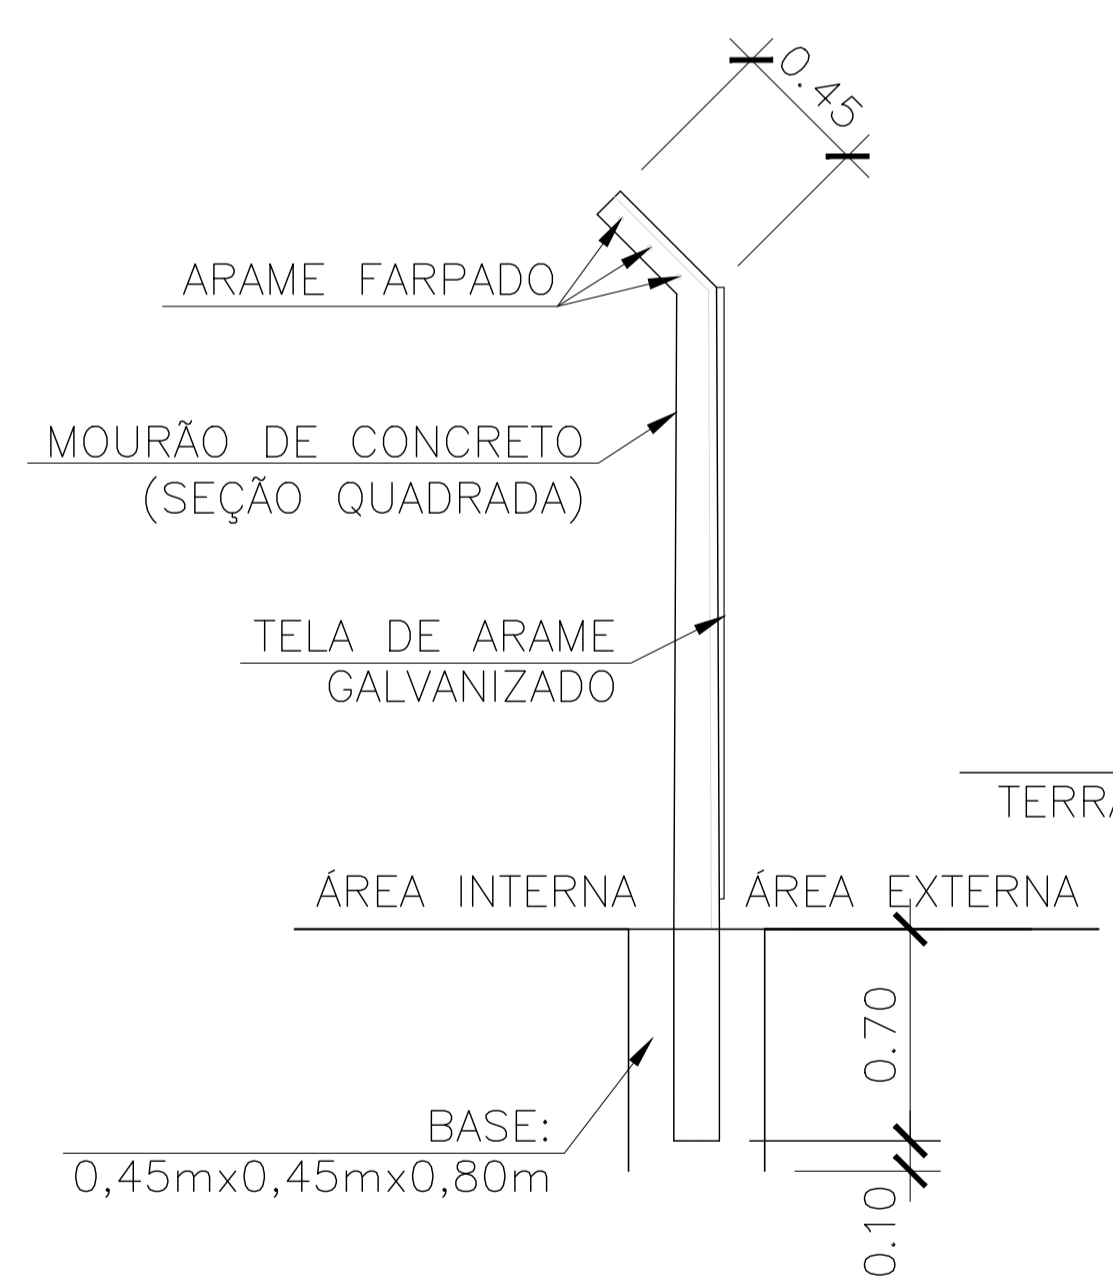 0.45
ARAME FARPADO
MOURÃO DE CONCRETO
(SEÇÃO QUADRADA)
TELA DE ARAME
GALVANIZADO
TERRA
ÁREA INTERNA
ÁREA EXTERNA
0.70
BASE:
0,45mx0,45mx0,80m
0.10